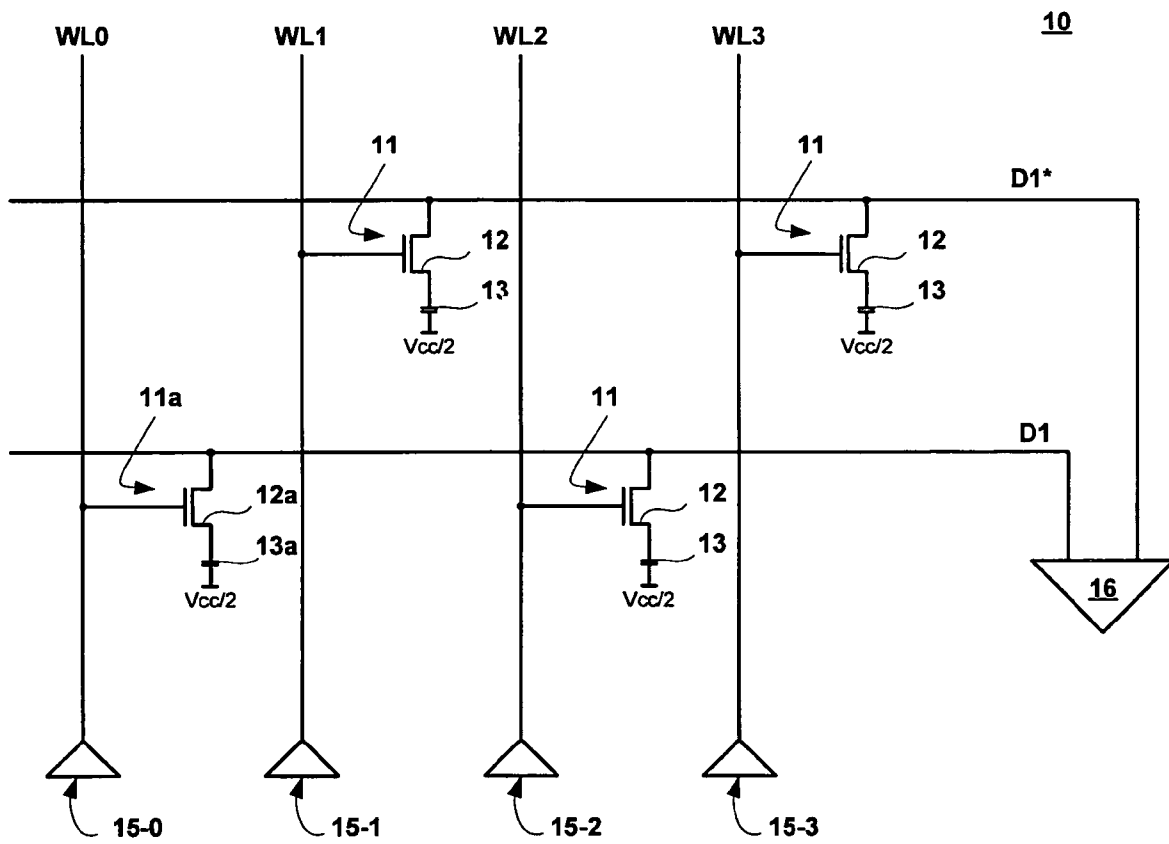 WL0 WL1 WL2 WL3 10
11 11 D1*
12 12
13 13
Vcc/2 Vcc/2
11a 11 D1
12a 12
13a 13
Vcc/2 Vcc/2
16
15-0 15-1 15-2 15-3